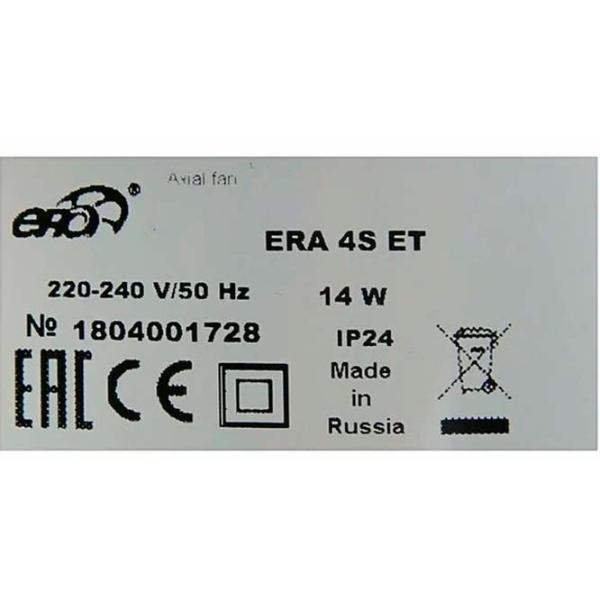 Axial fan
era®
ERA 4S ET
220-240 V/50 Hz 14 W
№ 1804001728 IP24
EAC CE
Made
in
Russia